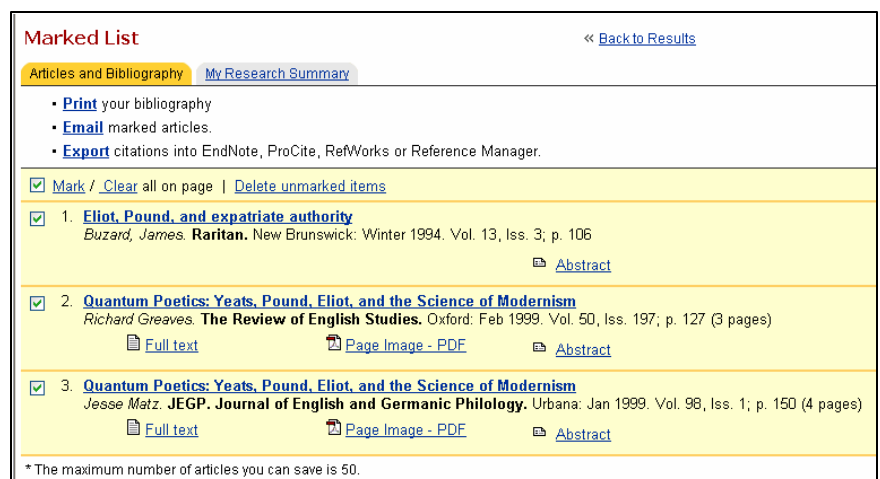 Marked List « Back to Results
Articles and Bibliography My Research Summary
▪ Print your bibliography
▪ Email marked articles.
▪ Export citations into EndNote, ProCite, RefWorks or Reference Manager.
Mark / Clear all on page | Delete unmarked items
1. Eliot, Pound, and expatriate authority
Buzard, James. Raritan. New Brunswick: Winter 1994. Vol. 13, Iss. 3; p. 106
Abstract
2. Quantum Poetics: Yeats, Pound, Eliot, and the Science of Modernism
Richard Greaves. The Review of English Studies. Oxford: Feb 1999. Vol. 50, Iss. 197; p. 127 (3 pages)
Full text Page Image - PDF Abstract
3. Quantum Poetics: Yeats, Pound, Eliot, and the Science of Modernism
Jesse Matz. JEGP. Journal of English and Germanic Philology. Urbana: Jan 1999. Vol. 98, Iss. 1; p. 150 (4 pages)
Full text Page Image - PDF Abstract
* The maximum number of articles you can save is 50.